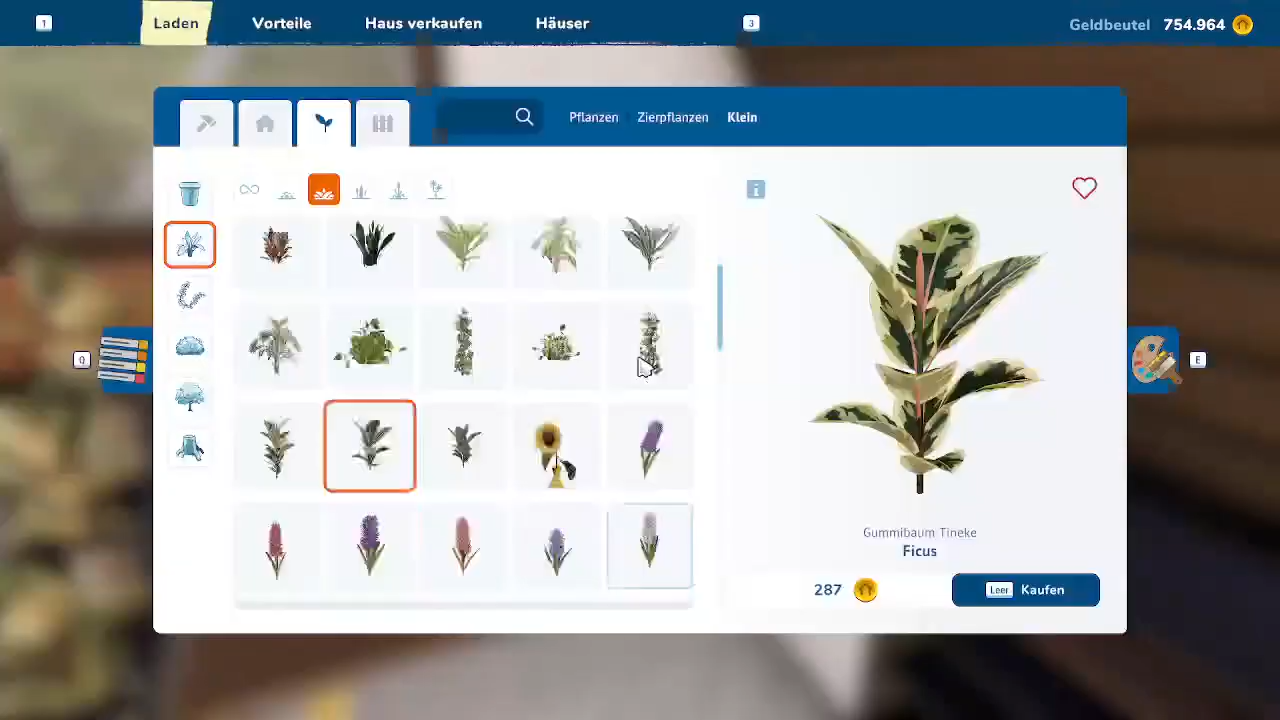 1
Laden
Vorteile
Haus verkaufen
Häuser
3
Geldbeutel 754.964
Pflanzen
Zierpflanzen
Klein
i
Q
E
Gummibaum Tineke
Ficus
287
Leer Kaufen